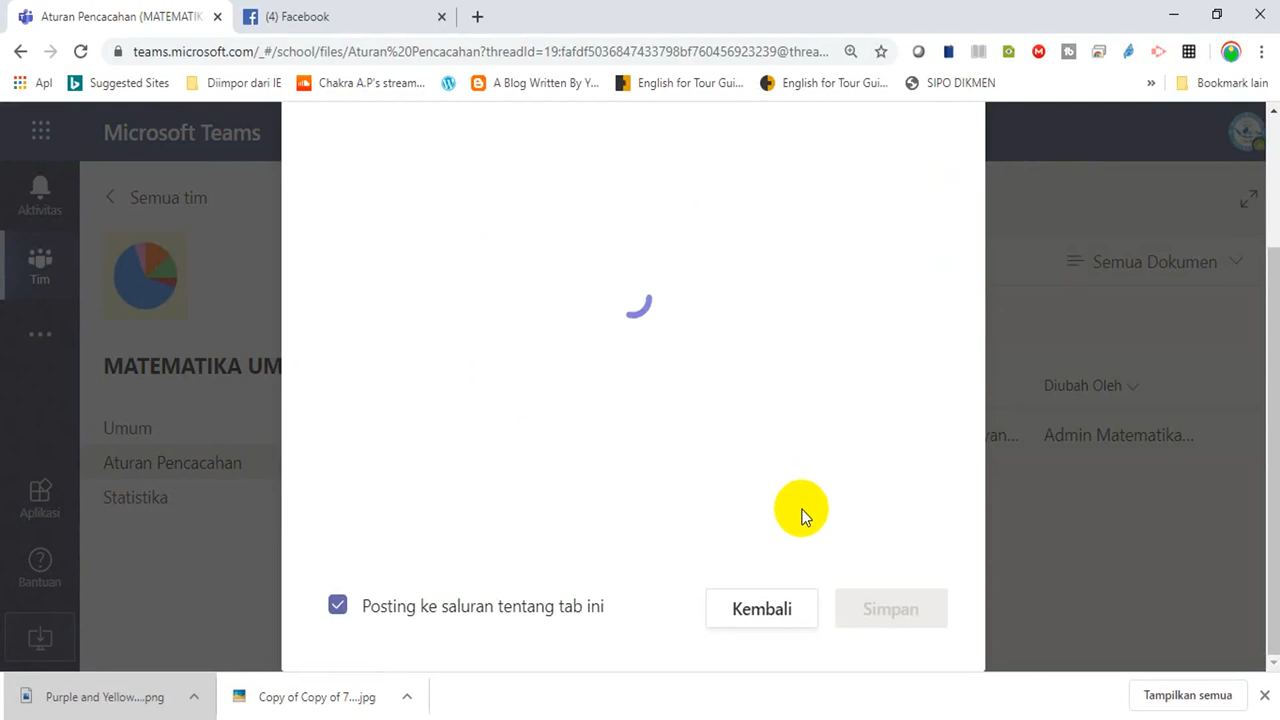 Aturan Pencacahan (MATEMATIK
(4) Facebook
teams.microsoft.com/_#/school/files/Aturan%20Pencacahan?threadId=19:fafdf5036847433798bf760456923239@threa...
Apl
Suggested Sites
Diimpor dari IE
Chakra A.P's stream...
A Blog Written By Y...
English for Tour Gui...
English for Tour Gui...
SIPO DIKMEN
»
Bookmark lain
Microsoft Teams
Aktivitas
Semua tim
Semua Dokumen
Tim
MATEMATIKA UM
Diubah Oleh
Umum
van...
Admin Matematika...
Aturan Pencacahan
Statistika
Aplikasi
Bantuan
Posting ke saluran tentang tab ini
Kembali
Simpan
Purple and Yellow....png
Copy of Copy of 7....jpg
Tampilkan semua